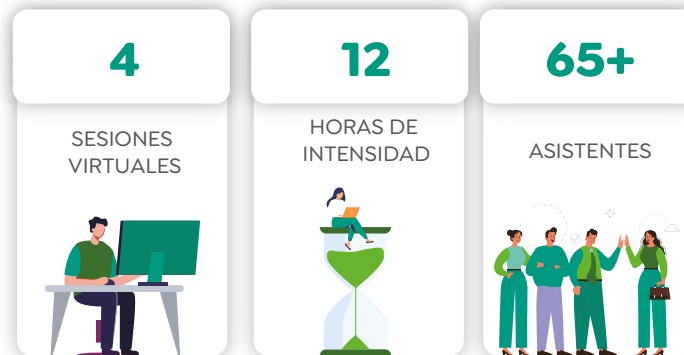 4
SESIONES
VIRTUALES
12
HORAS DE
INTENSIDAD
65+
ASISTENTES